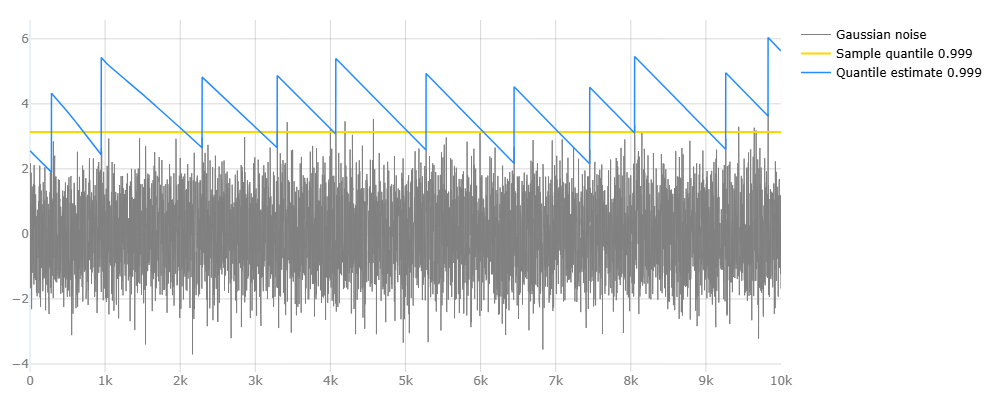 Gaussian noise
Sample quantile 0.999
Quantile estimate 0.999
6
4
2
0
−2
−4
0 1k 2k 3k 4k 5k 6k 7k 8k 9k 10k